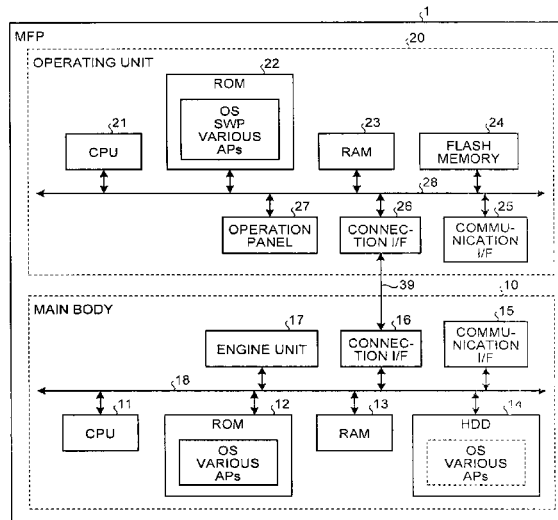 1
MFP
20
OPERATING UNIT
22
ROM
OS
SWP
VARIOUS
APs
21
CPU
23
RAM
24
FLASH
MEMORY
28
27
OPERATION
PANEL
26
CONNEC-
TION I/F
25
COMMU-
NICATION
I/F
39
10
MAIN BODY
17
ENGINE UNIT
16
CONNEC-
TION I/F
15
COMMU-
NICATION
I/F
18
11
CPU
12
ROM
OS
VARIOUS
APs
13
RAM
14
HDD
OS
VARIOUS
APs